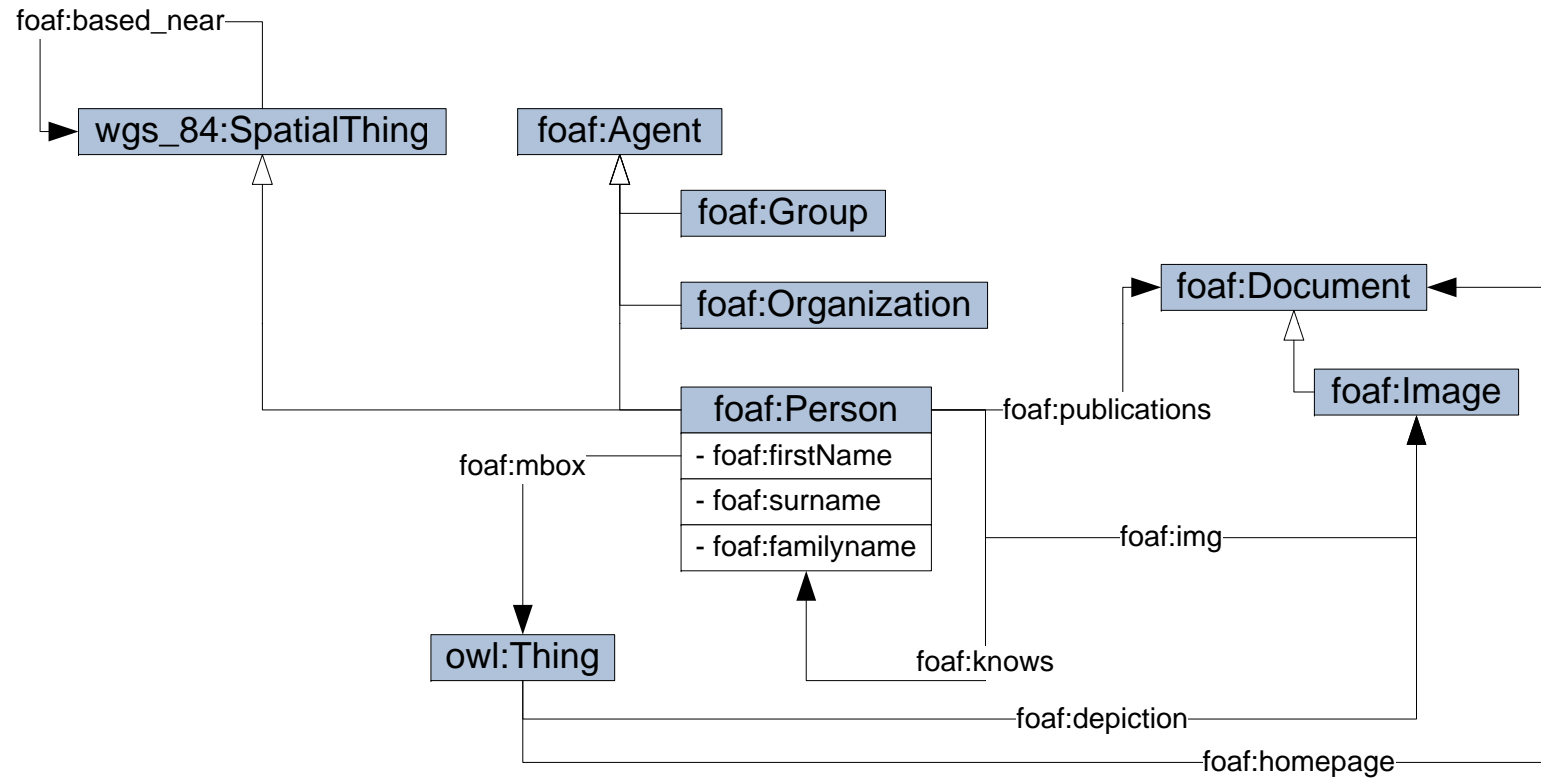 foaf:based_near
wgs_84:SpatialThing
foaf:Agent
foaf:Group
foaf:Organization
foaf:Document
foaf:Image
foaf:Person
foaf:publications
- foaf:firstName
foaf:mbox
- foaf:surname
- foaf:familyname
foaf:img
owl:Thing
foaf:knows
foaf:depiction
foaf:homepage